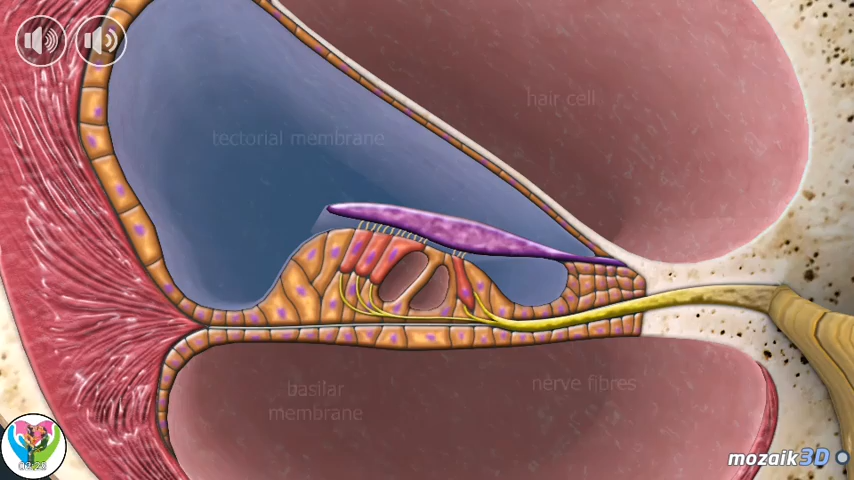 hair cell
tectorial membrane
basilar
membrane
nerve fibres
mozaik3D